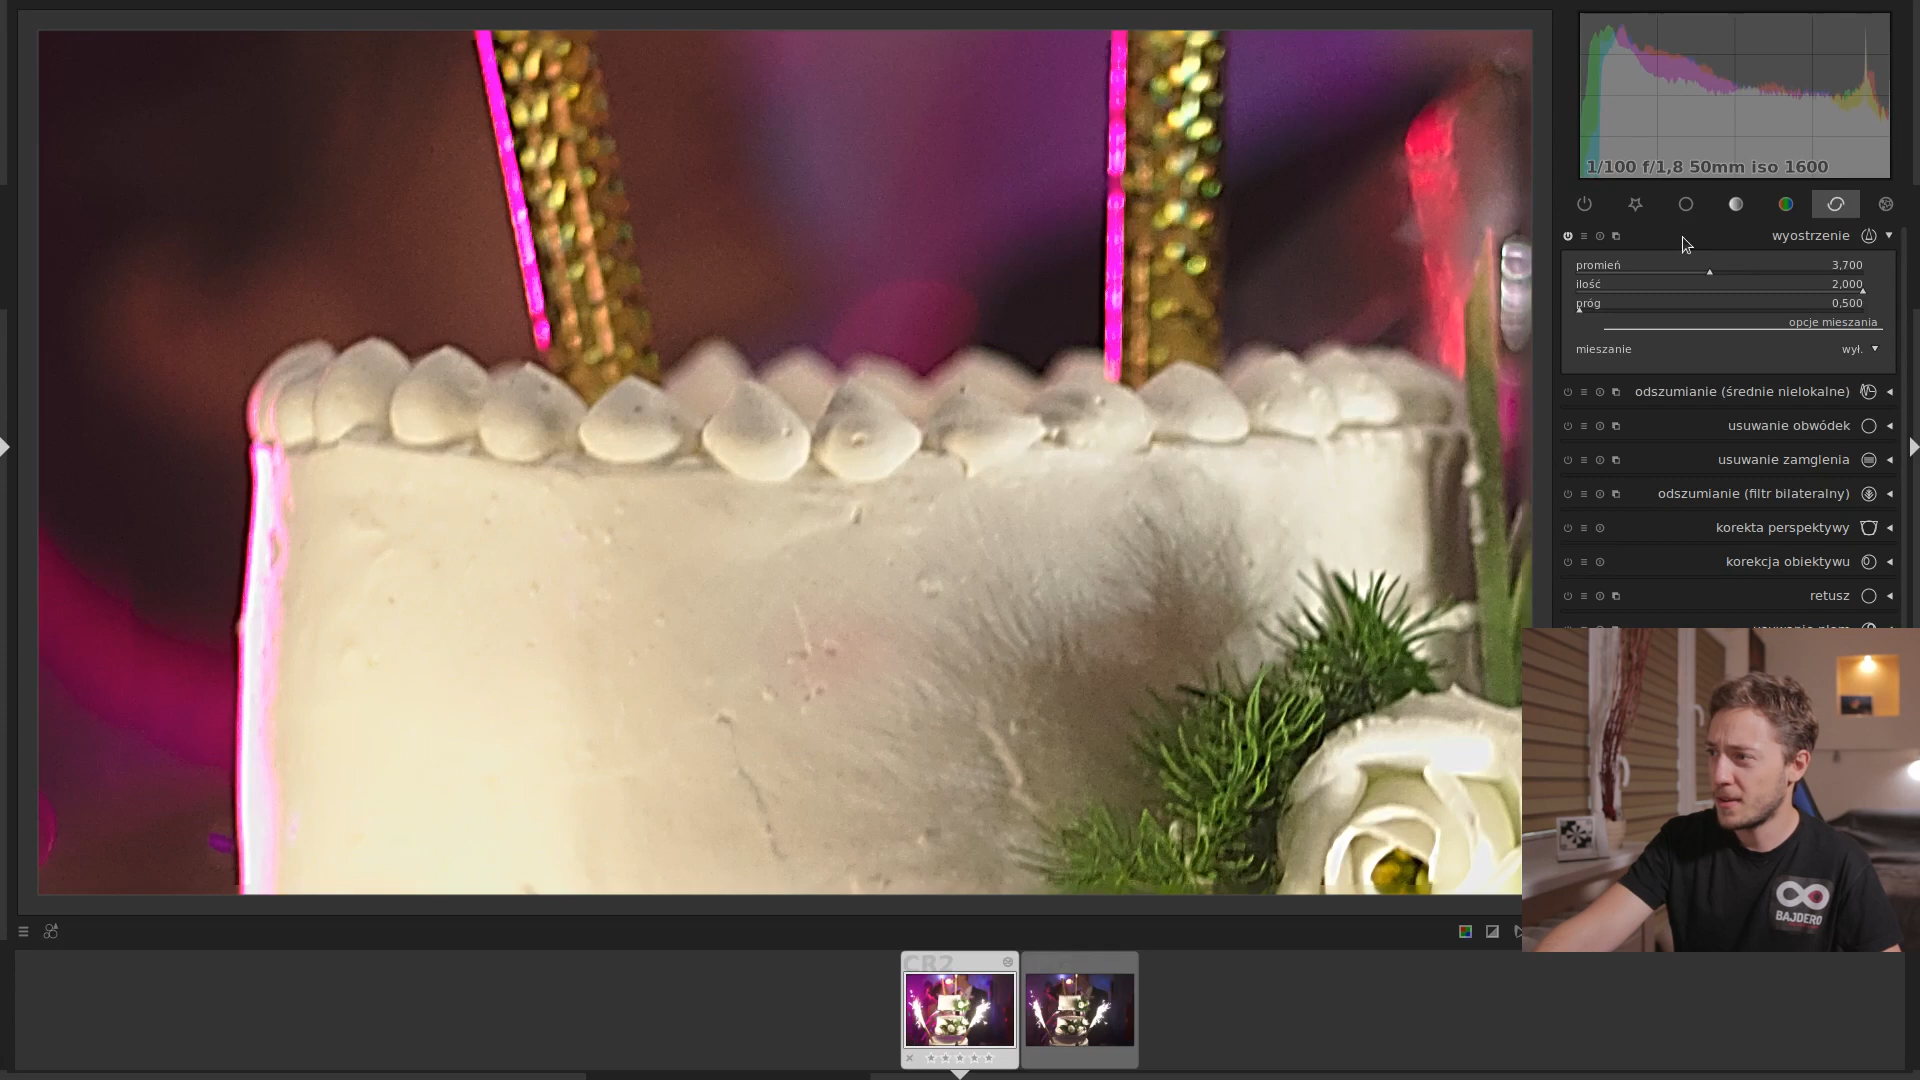 1/100 f/1,8 50mm iso 1600
wyostrzenie
promień 3,700
ilość 2,000
próg 0,500
opcje mieszania
mieszanie wył.
odszumianie (średnie nielokalne)
usuwanie obwódek
usuwanie zamglenia
odszumianie (filtr bilateralny)
korekta perspektywy
korekcja obiektywu
retusz
BAJDERO
CR2